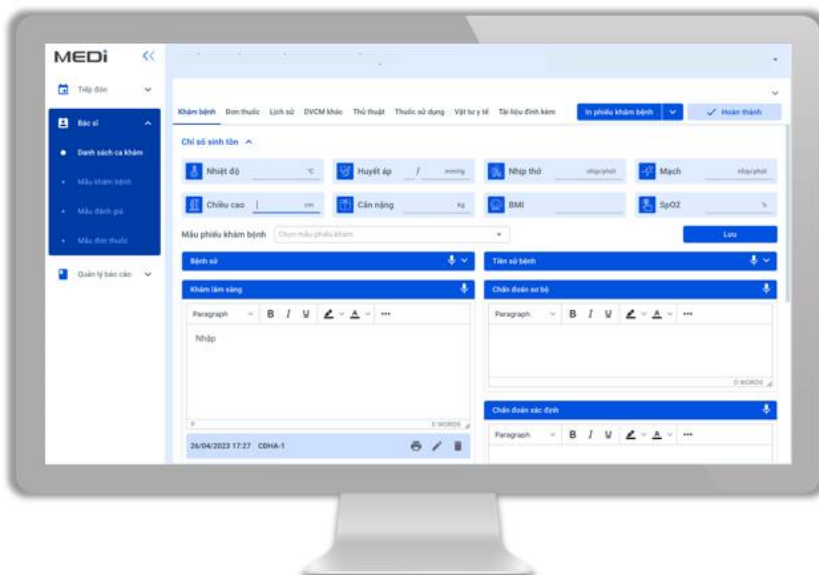 MEDi
Tiếp đón
Bác sĩ
Danh sách ca khám
Mẫu khám bệnh
Mẫu đánh giá
Mẫu đơn thuốc
Quản lý báo cáo
Khám bệnh Đơn thuốc Lịch sử DVCM khác Thủ thuật Thuốc sử dụng Vật tư y tế Tài liệu đính kèm In phiếu khám bệnh Hoàn thành
Chỉ số sinh tồn
Nhiệt độ °C Huyết áp / mmHg Nhịp thở nhịp/phút Mạch nhịp/phút
Chiều cao cm Cân nặng kg BMI SpO2 %
Mẫu phiếu khám bệnh Chọn mẫu phiếu khám Lưu
Bệnh sử Tiền sử bệnh
Khám lâm sàng Chẩn đoán sơ bộ
Paragraph B I U A ... Paragraph B I U A ...
Nhập
0 WORDS
Chẩn đoán xác định
P 0 WORDS
Paragraph B I U A ...
26/04/2023 17:27 CĐHA-1